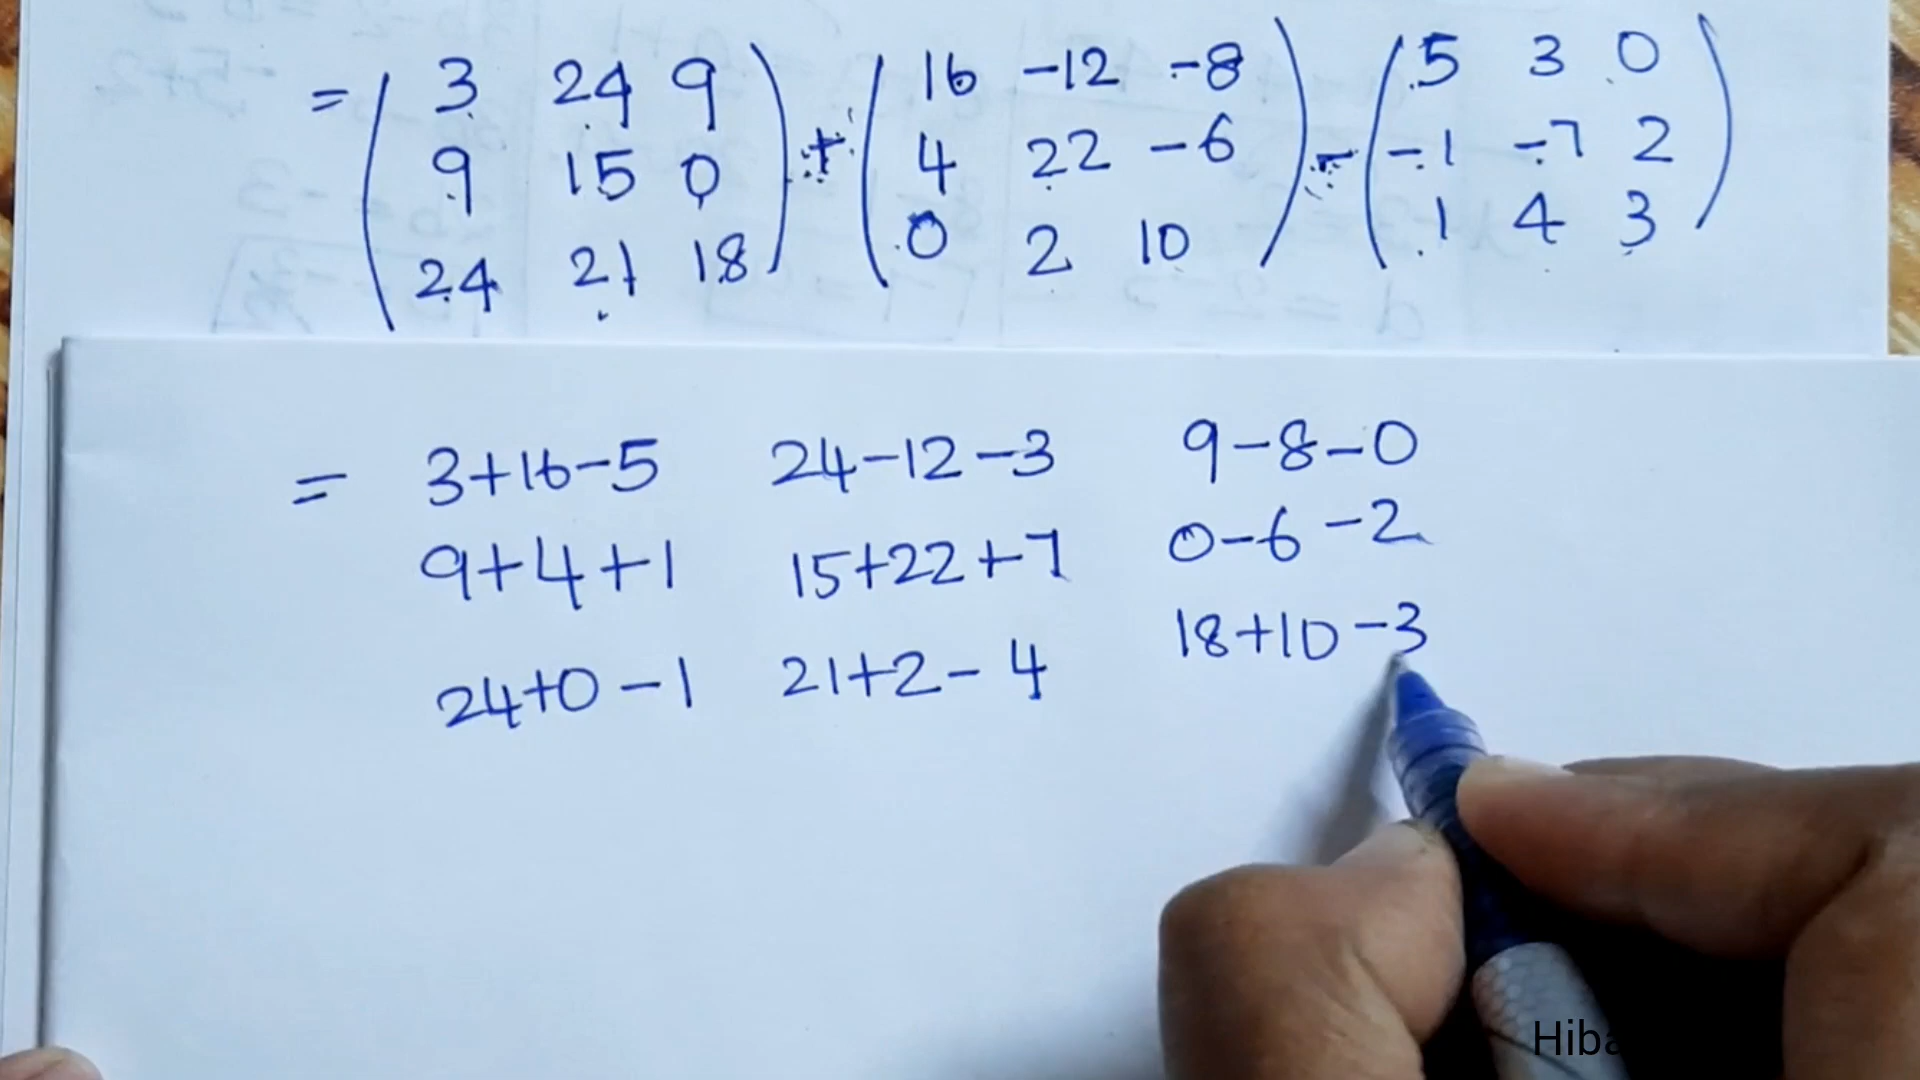 = ( 3 24 9 ) + ( 16 -12 -8 ) - ( 5 3 0 )
9 15 0 4 22 -6 -1 -7 2
24 21 18 0 2 10 1 4 3
= 3+16-5 24-12-3 9-8-0
9+4+1 15+22+7 0-6-2
24+0-1 21+2-4 18+10-3
Hiba